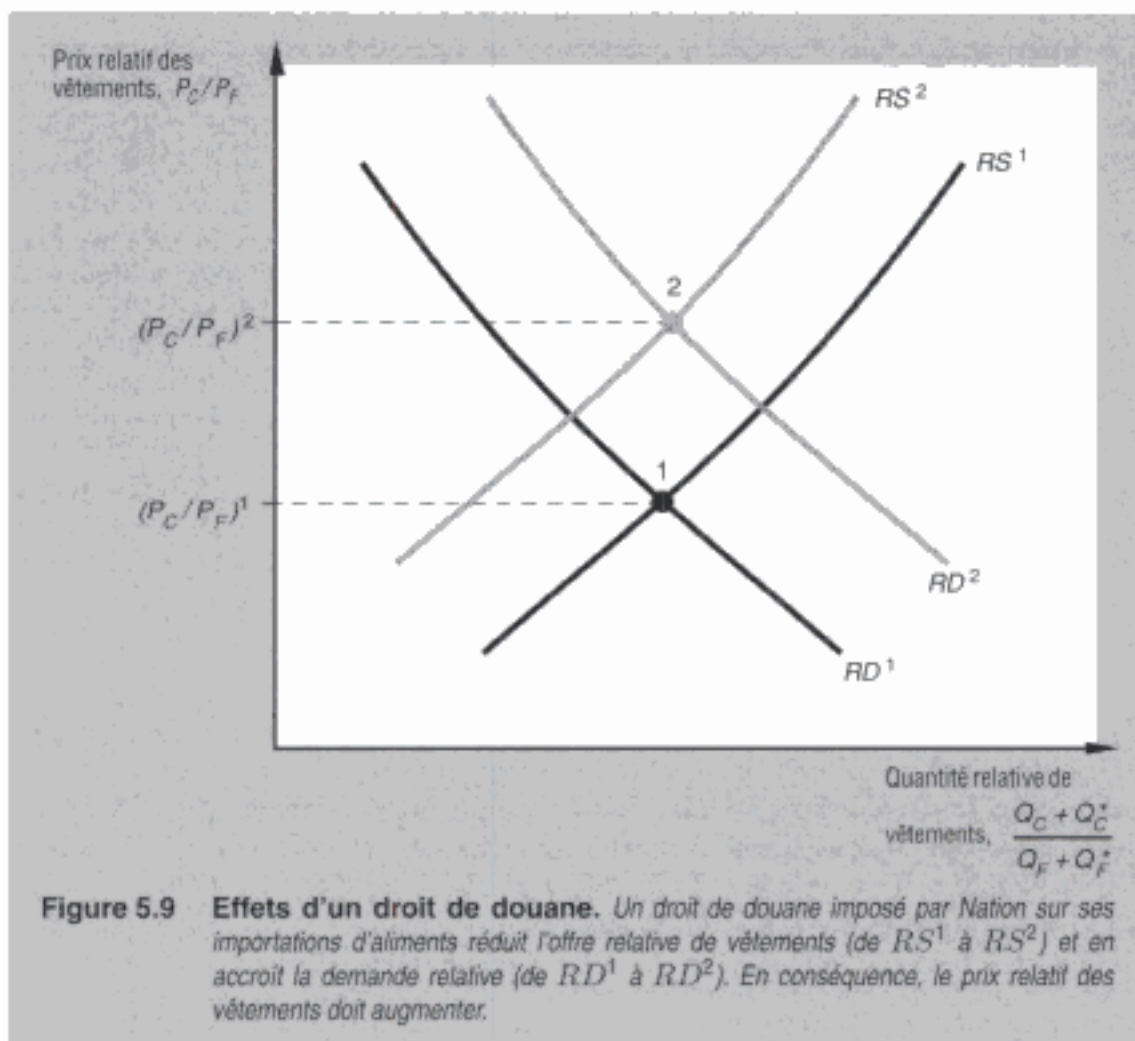 Prix relatif des
vêtements, P_C/P_F
RS²
RS¹
2
(P_C/P_F)²
1
(P_C/P_F)¹
RD²
RD¹
Quantité relative de
vêtements, (Q_C + Q_C^*)/(Q_F + Q_F^*)
Figure 5.9 Effets d'un droit de douane. Un droit de douane imposé par Nation sur ses
importations d'aliments réduit l'offre relative de vêtements (de RS¹ à RS²) et en
accroît la demande relative (de RD¹ à RD²). En conséquence, le prix relatif des
vêtements doit augmenter.